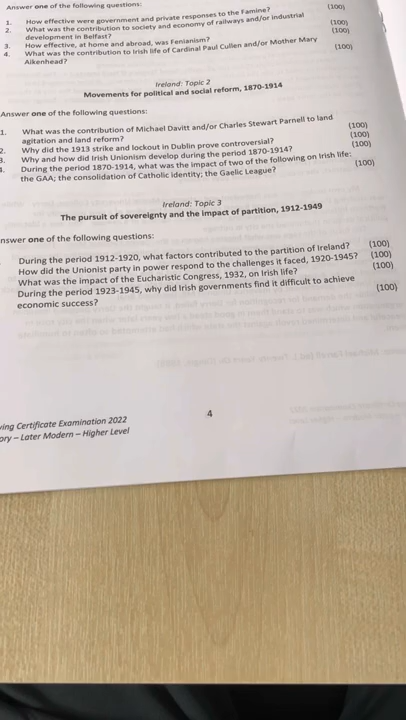 Answer one of the following questions:
1. How effective were government and private responses to the Famine? (100)
2. What was the contribution to society and economy of railways and/or industrial
development in Belfast? (100)
3. How effective, at home and abroad, was Fenianism? (100)
4. What was the contribution to Irish life of Cardinal Paul Cullen and/or Mother Mary
Aikenhead? (100)
Ireland: Topic 2
Movements for political and social reform, 1870-1914
Answer one of the following questions:
1. What was the contribution of Michael Davitt and/or Charles Stewart Parnell to land
agitation and land reform? (100)
2. Why did the 1913 strike and lockout in Dublin prove controversial? (100)
3. Why and how did Irish Unionism develop during the period 1870-1914? (100)
4. During the period 1870-1914, what was the impact of two of the following on Irish life:
the GAA; the consolidation of Catholic identity; the Gaelic League? (100)
Ireland: Topic 3
The pursuit of sovereignty and the impact of partition, 1912-1949
nswer one of the following questions:
During the period 1912-1920, what factors contributed to the partition of Ireland? (100)
How did the Unionist party in power respond to the challenges it faced, 1920-1945? (100)
What was the impact of the Eucharistic Congress, 1932, on Irish life? (100)
During the period 1923-1945, why did Irish governments find it difficult to achieve
economic success? (100)
4
ving Certificate Examination 2022
ory – Later Modern – Higher Level